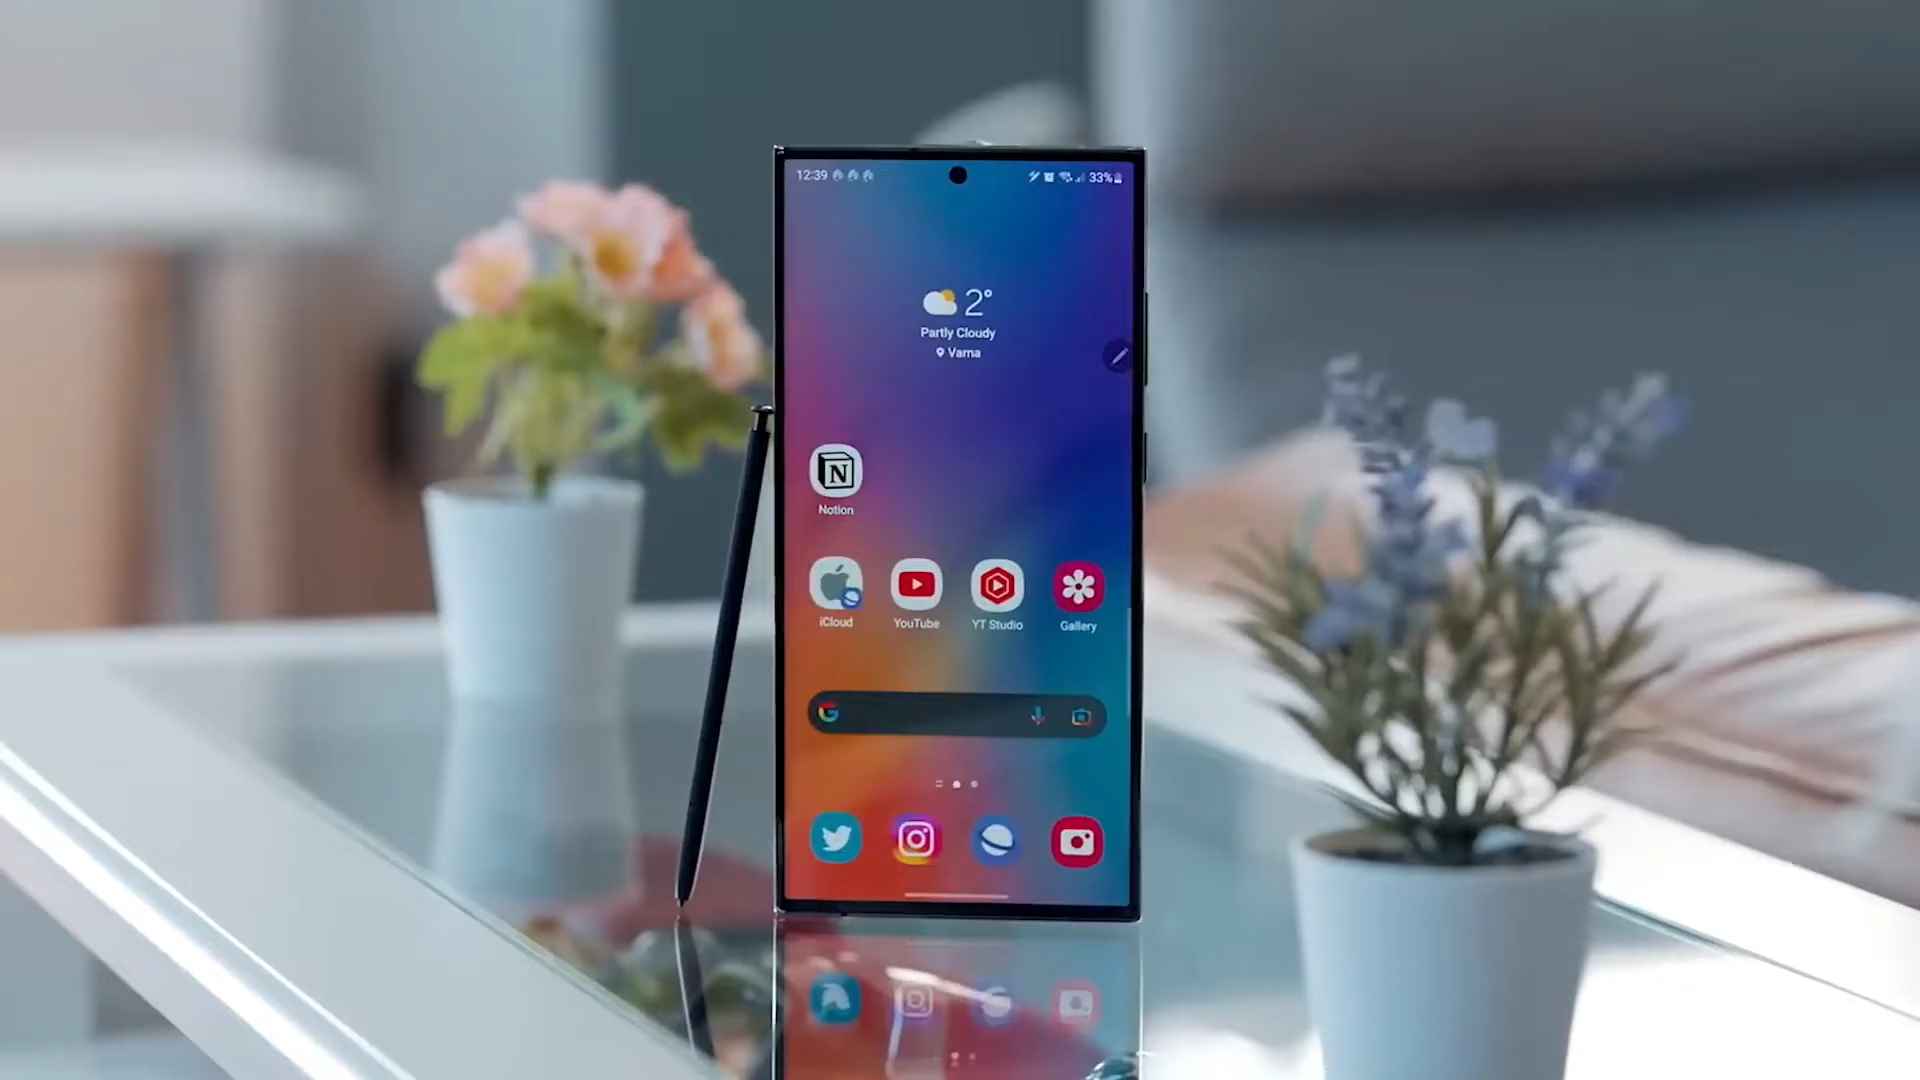 12:39
33%
2°
Partly Cloudy
Varna
N
Notion
iCloud
YouTube
YT Studio
Gallery
G